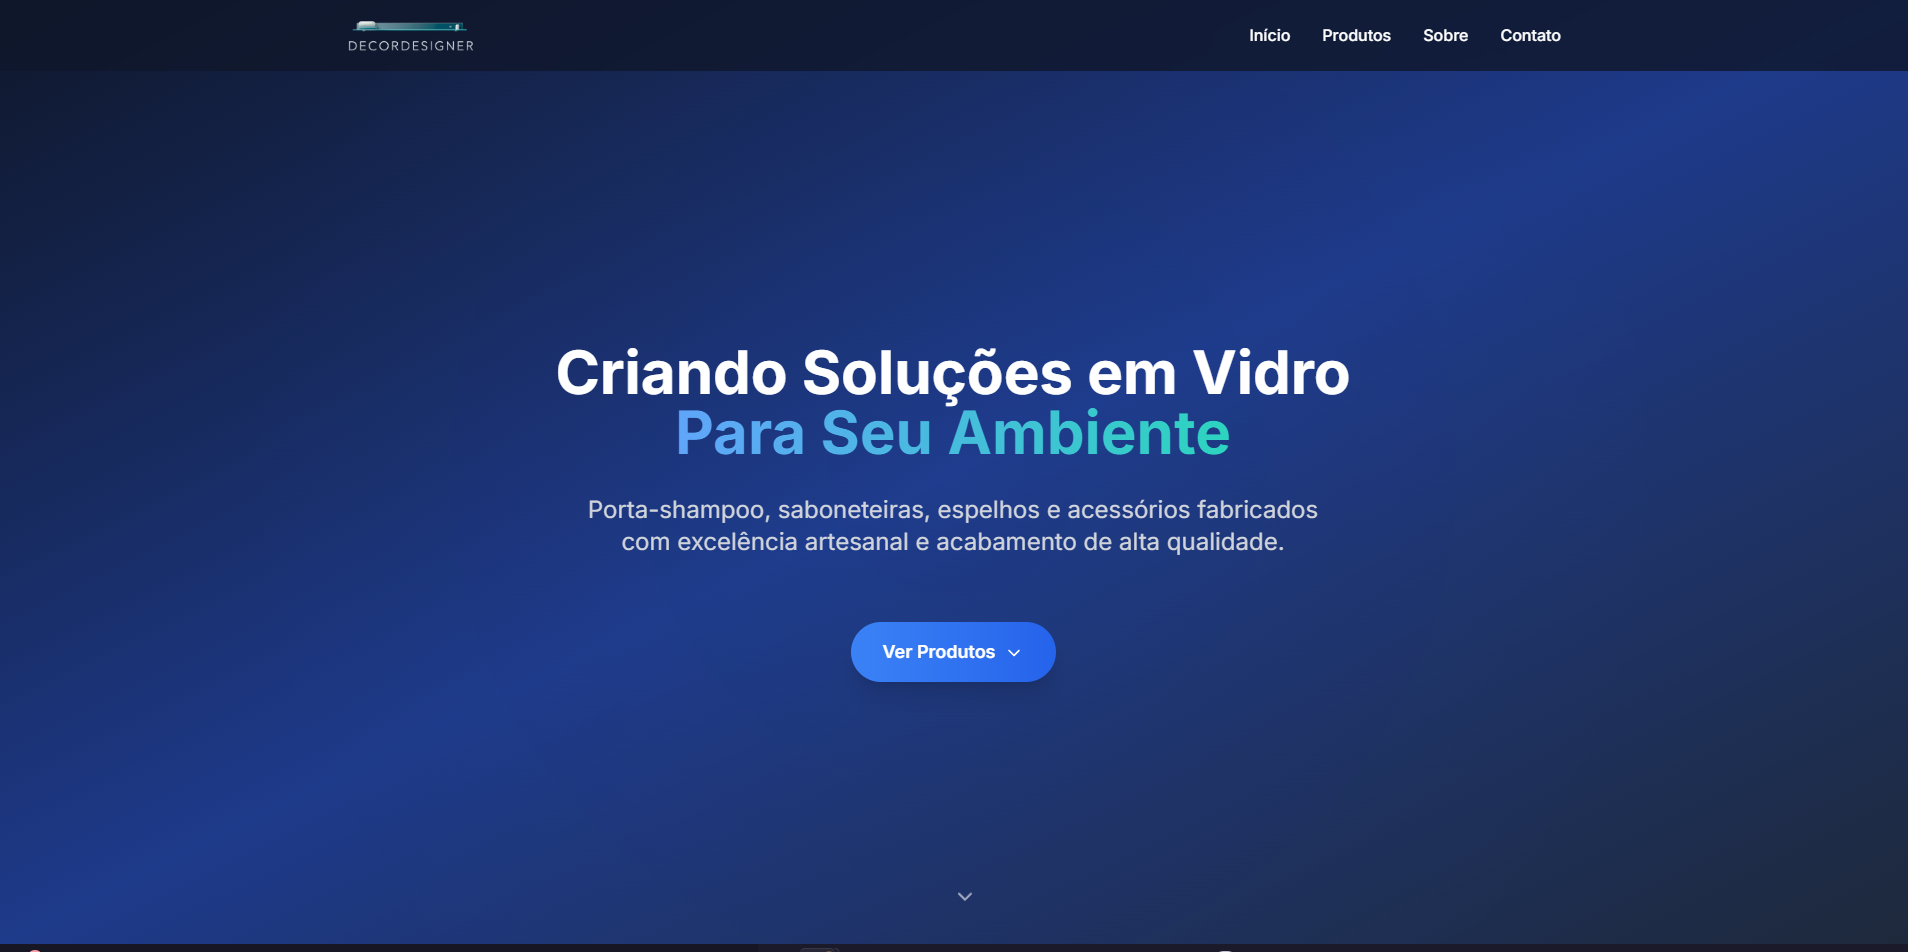 DECORDESIGNER
Início Produtos Sobre Contato
Criando Soluções em Vidro
Para Seu Ambiente
Porta-shampoo, saboneteiras, espelhos e acessórios fabricados
com excelência artesanal e acabamento de alta qualidade.
Ver Produtos